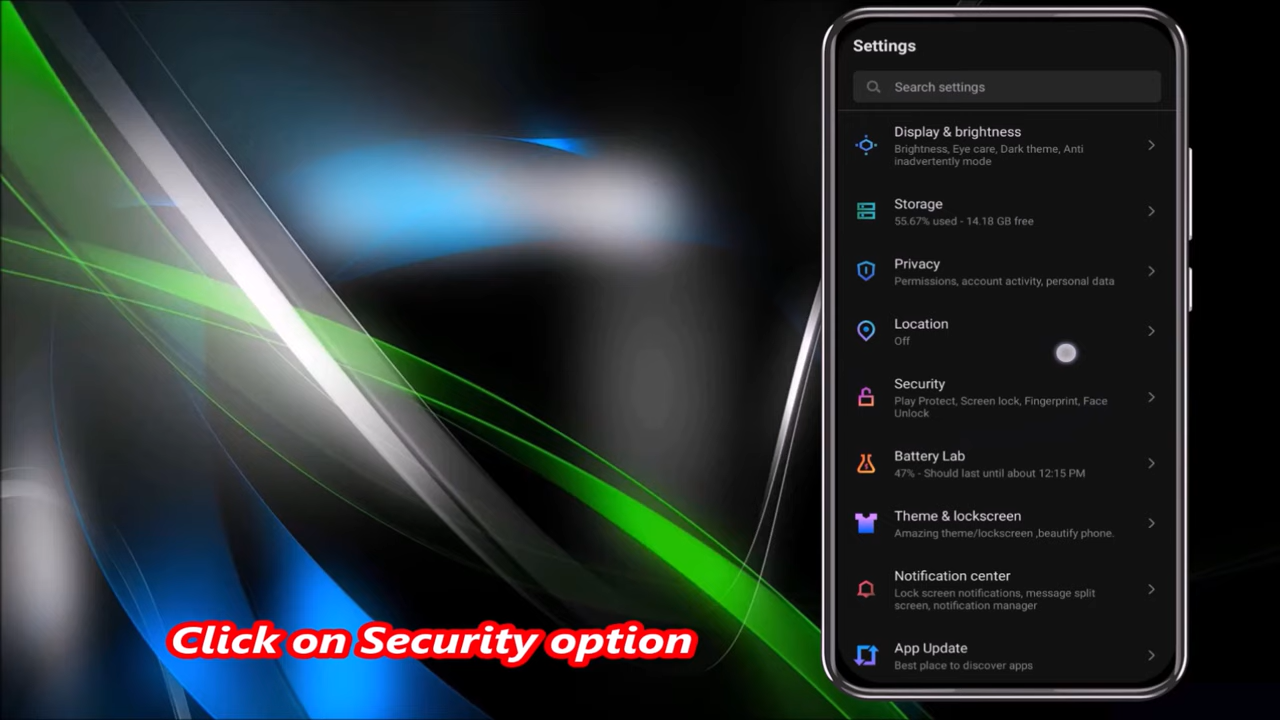 Settings
Search settings
Display & brightness
Brightness, Eye care, Dark theme, Anti
inadvertently mode
Storage
55.67% used - 14.18 GB free
Privacy
Permissions, account activity, personal data
Location
Off
Security
Play Protect, Screen lock, Fingerprint, Face
Unlock
Battery Lab
47% - Should last until about 12:15 PM
Theme & lockscreen
Amazing theme/lockscreen ,beautify phone.
Notification center
Lock screen notifications, message split
screen, notification manager
App Update
Best place to discover apps
Click on Security option